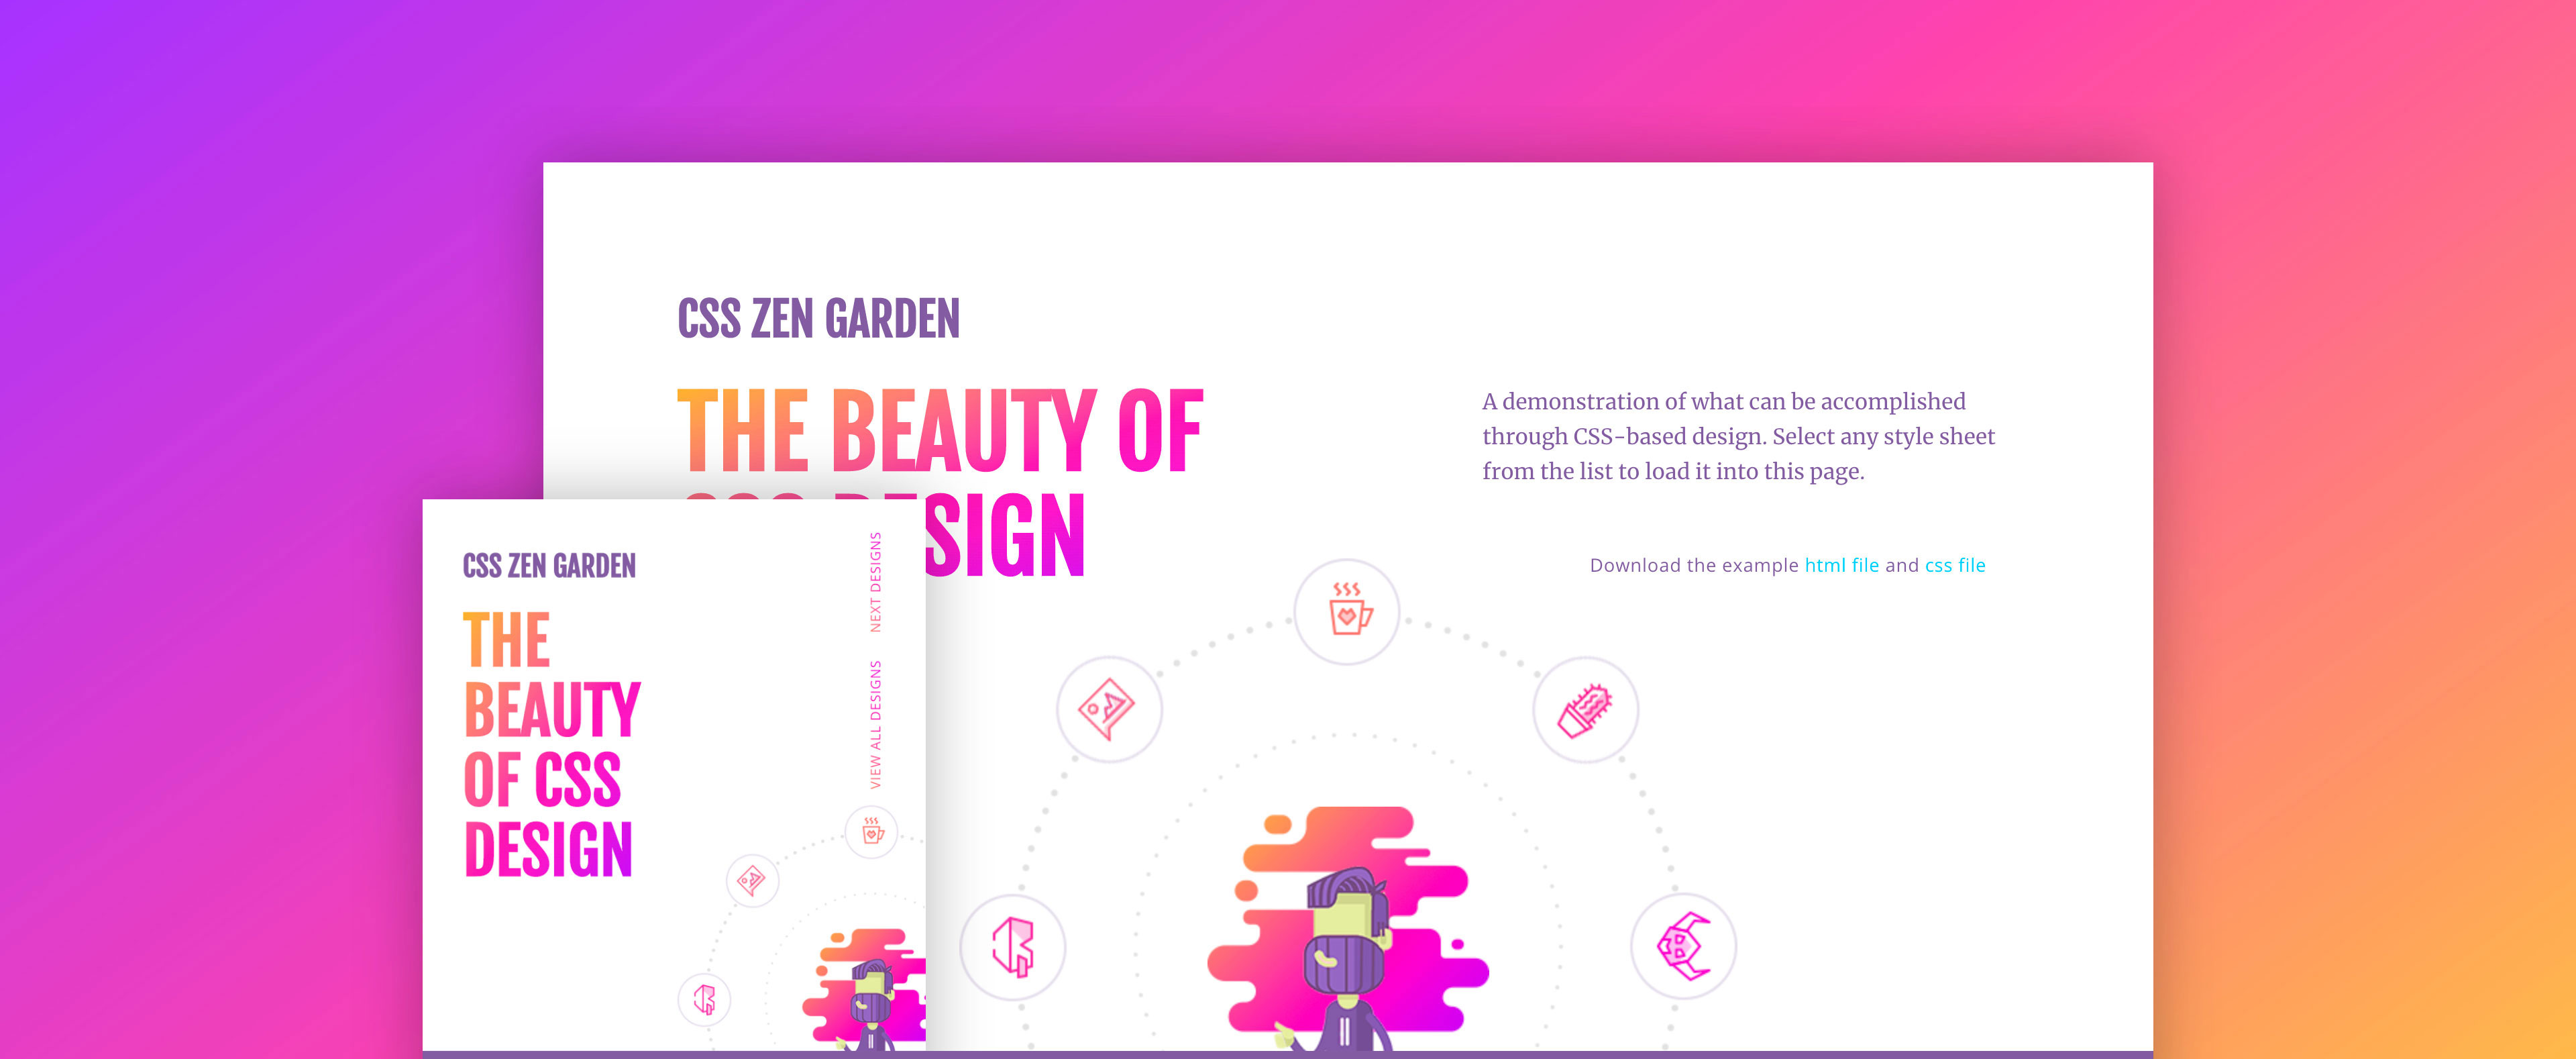 CSS ZEN GARDEN
THE BEAUTY OF
CSS DESIGN
A demonstration of what can be accomplished
through CSS-based design. Select any style sheet
from the list to load it into this page.
Download the example html file and css file
CSS ZEN GARDEN
THE
BEAUTY
OF CSS
DESIGN
NEXT DESIGNS
VIEW ALL DESIGNS